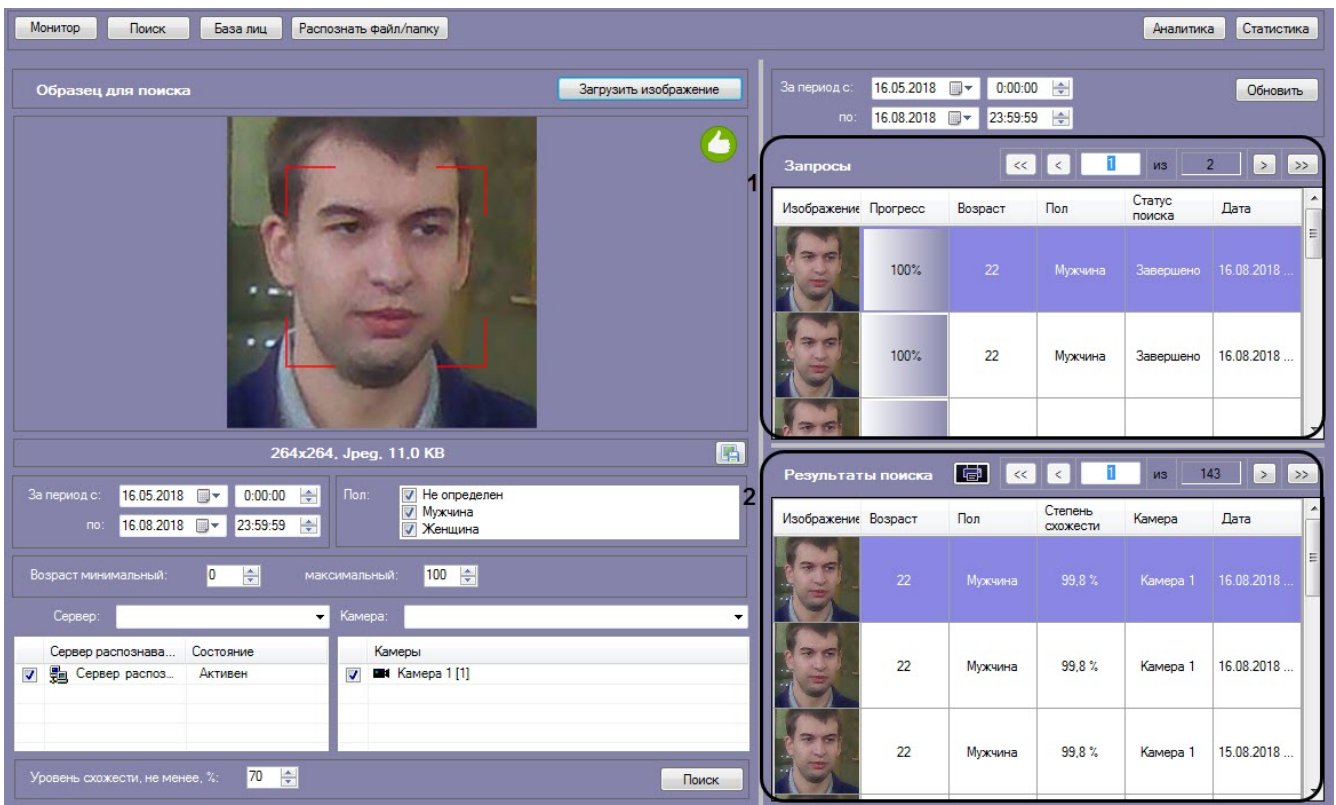 Монитор Поиск База лиц Распознать файл/папку Аналитика Статистика
Образец для поиска Загрузить изображение
264x264, Jpeg, 11,0 KB
За период с: 16.05.2018 0:00:00
по: 16.08.2018 23:59:59
Пол: Не определен
Мужчина
Женщина
Возраст минимальный: 0 максимальный: 100
Сервер: Камера:
Сервер распознава... Состояние
Сервер распоз... Активен
Камеры
Камера 1 [1]
Уровень схожести, не менее, %: 70 Поиск
За период с: 16.05.2018 0:00:00 Обновить
по: 16.08.2018 23:59:59
1
Запросы << < 1 из 2 > >>
Изображение Прогресс Возраст Пол Статус поиска Дата
100% 22 Мужчина Завершено 16.08.2018 ...
100% 22 Мужчина Завершено 16.08.2018 ...
2
Результаты поиска << < 1 из 143 > >>
Изображение Возраст Пол Степень схожести Камера Дата
22 Мужчина 99,8 % Камера 1 16.08.2018 ...
22 Мужчина 99,8 % Камера 1 16.08.2018 ...
22 Мужчина 99,8 % Камера 1 15.08.2018 ...